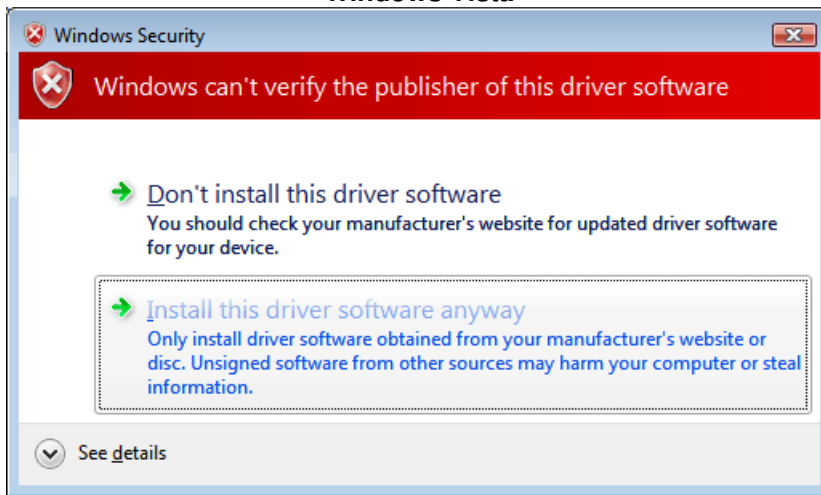 Windows Vista
Windows Security
Windows can't verify the publisher of this driver software
Don't install this driver software
You should check your manufacturer's website for updated driver software
for your device.
Install this driver software anyway
Only install driver software obtained from your manufacturer's website or
disc. Unsigned software from other sources may harm your computer or steal
information.
See details